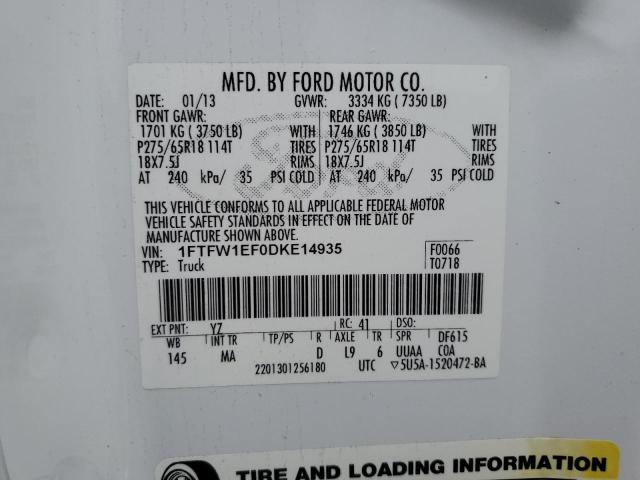 MFD. BY FORD MOTOR CO.
DATE: 01/13 GVWR: 3334 KG ( 7350 LB)
FRONT GAWR: REAR GAWR:
1701 KG ( 3750 LB) WITH 1746 KG ( 3850 LB) WITH
P275/65R18 114T TIRES P275/65R18 114T TIRES
18X7.5J RIMS 18X7.5J RIMS
AT 240 kPa/ 35 PSI COLD AT 240 kPa/ 35 PSI COLD
THIS VEHICLE CONFORMS TO ALL APPLICABLE FEDERAL MOTOR
VEHICLE SAFETY STANDARDS IN EFFECT ON THE DATE OF
MANUFACTURE SHOWN ABOVE.
VIN: 1FTFW1EF0DKE14935 F0066
TYPE: Truck T0718
EXT PNT: YZ RC: 41 DSO:
WB INT TR TP/PS R AXLE TR SPR DF615
145 MA D L9 6 UUAA COA
2201301256180 UTC ▽5U5A-1520472-BA
TIRE AND LOADING INFORMATION